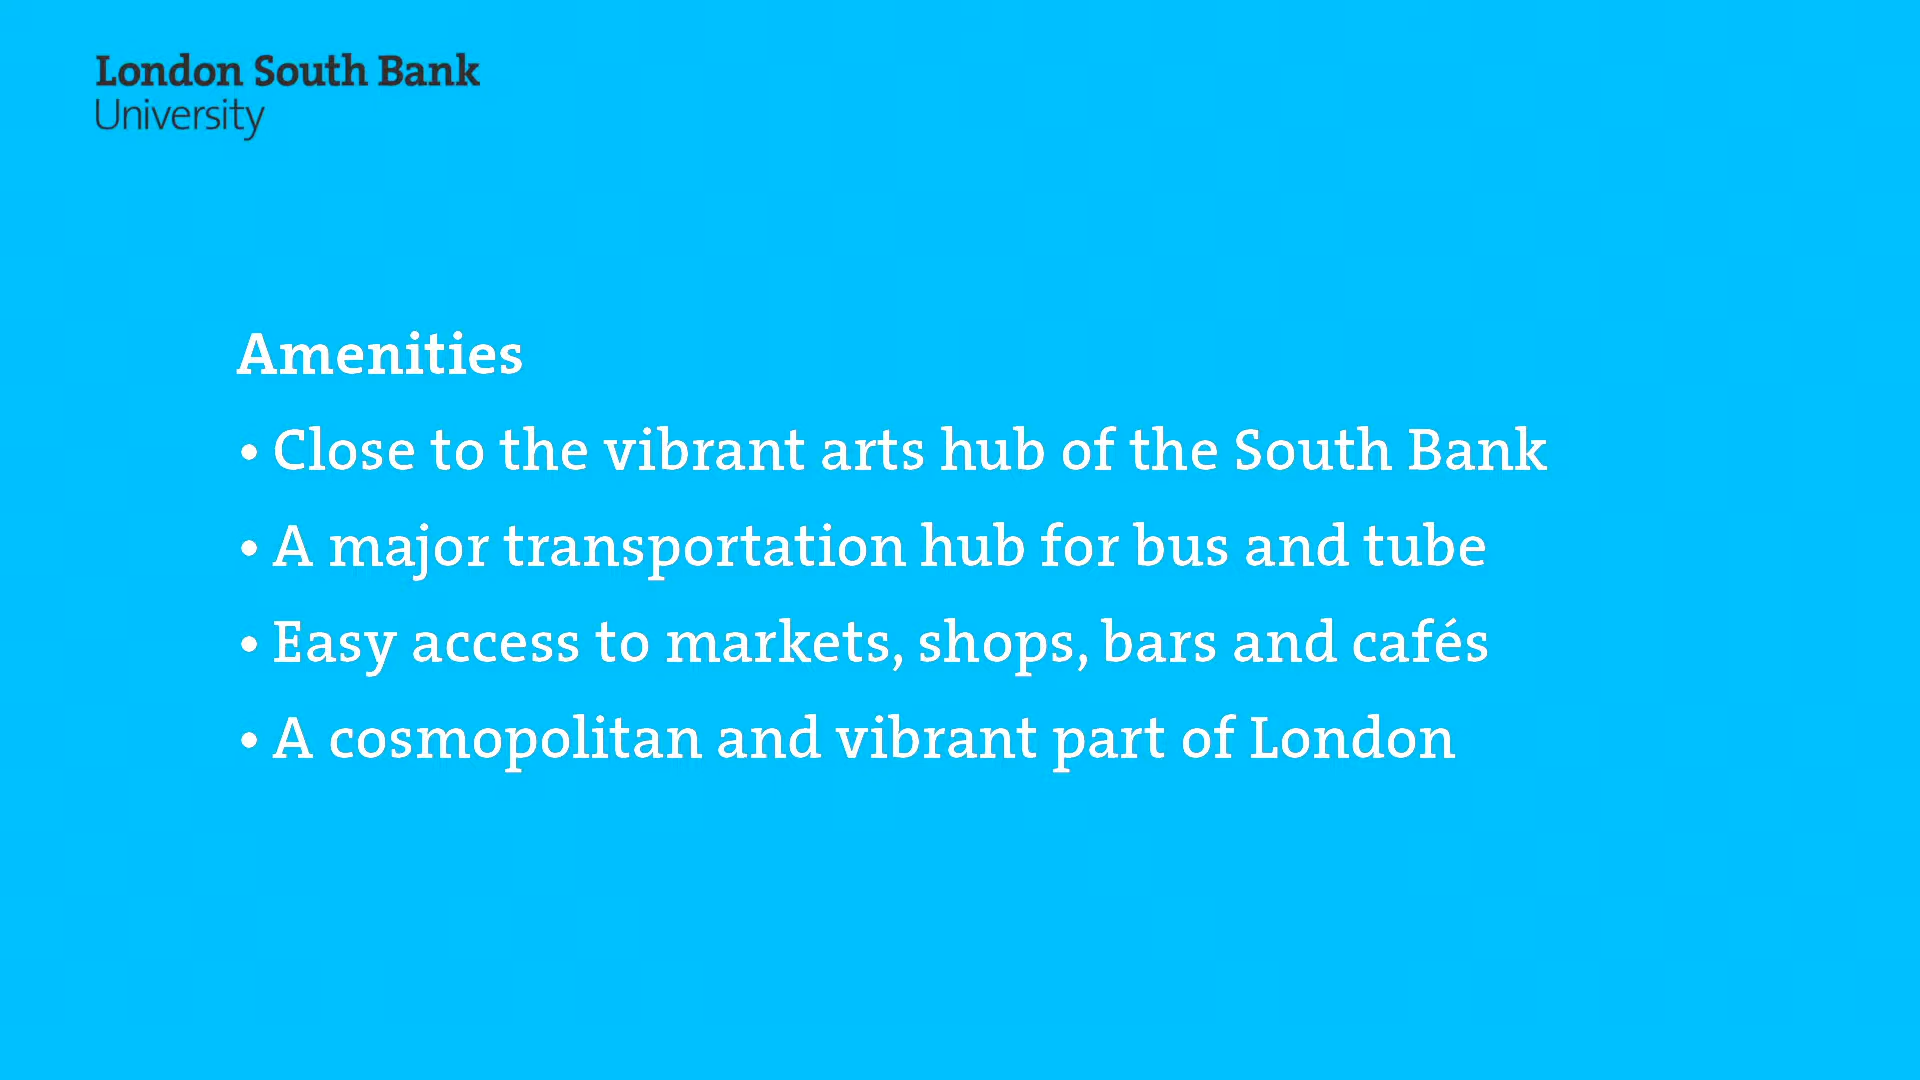 London South Bank
University
Amenities
• Close to the vibrant arts hub of the South Bank
• A major transportation hub for bus and tube
• Easy access to markets, shops, bars and cafés
• A cosmopolitan and vibrant part of London